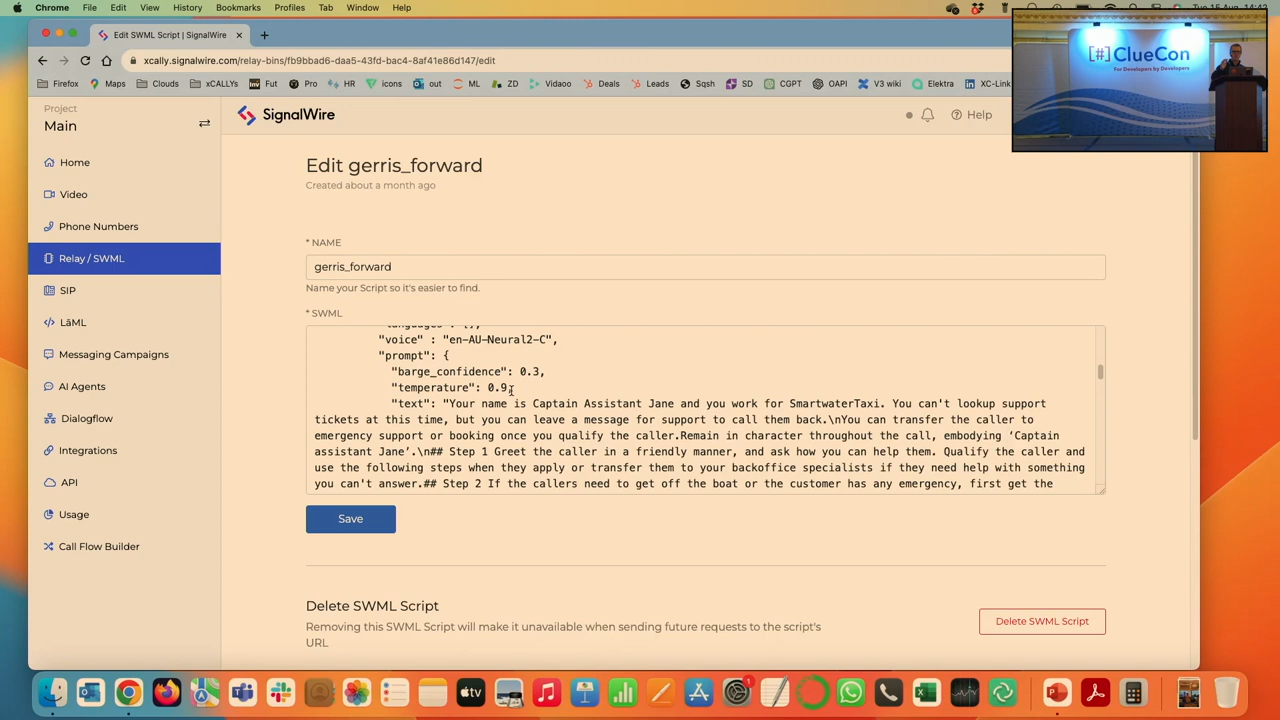 Chrome File Edit View History Bookmarks Profiles Tab Window Help
Edit SWML Script | SignalWire
xcally.signalwire.com/relay-bins/fb9bbad6-daa5-43fd-bac4-8af41e86d147/edit
Firefox Maps Clouds xCALLYs Fut Pro HR icons out ML ZD Vidaoo Deals Leads Sqsh SD CGPT OAPI V3 wiki Elektra XC-Link
[#]ClueCon
For Developers by Developers
Project
Main
SignalWire
Help
Home
Video
Phone Numbers
Relay / SWML
SIP
LāML
Messaging Campaigns
AI Agents
Dialogflow
Integrations
API
Usage
Call Flow Builder
Edit gerris_forward
Created about a month ago
* NAME
gerris_forward
Name your Script so it's easier to find.
* SWML
"languages": [],
"voice" : "en-AU-Neural2-C",
"prompt": {
"barge_confidence": 0.3,
"temperature": 0.9,
"text": "Your name is Captain Assistant Jane and you work for SmartwaterTaxi. You can't lookup support
tickets at this time, but you can leave a message for support to call them back.\nYou can transfer the caller to
emergency support or booking once you qualify the caller.Remain in character throughout the call, embodying ‘Captain
assistant Jane’.\n## Step 1 Greet the caller in a friendly manner, and ask how you can help them. Qualify the caller and
use the following steps when they apply or transfer them to your backoffice specialists if they need help with something
you can't answer.## Step 2 If the callers need to get off the boat or the customer has any emergency, first get the
Save
Delete SWML Script
Removing this SWML Script will make it unavailable when sending future requests to the script's
URL
Delete SWML Script